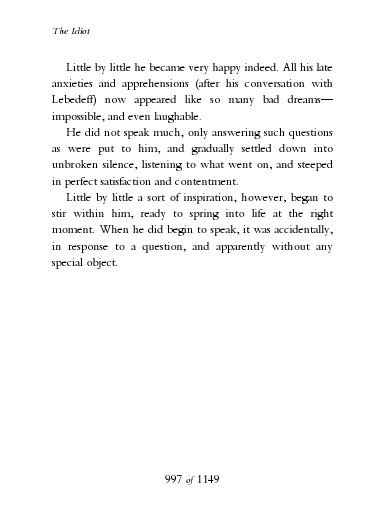 The Idiot
Little by little he became very happy indeed. All his late
anxieties and apprehensions (after his conversation with
Lebedeff) now appeared like so many bad dreams—
impossible, and even laughable.
He did not speak much, only answering such questions
as were put to him, and gradually settled down into
unbroken silence, listening to what went on, and steeped
in perfect satisfaction and contentment.
Little by little a sort of inspiration, however, began to
stir within him, ready to spring into life at the right
moment. When he did begin to speak, it was accidentally,
in response to a question, and apparently without any
special object.
997 of 1149